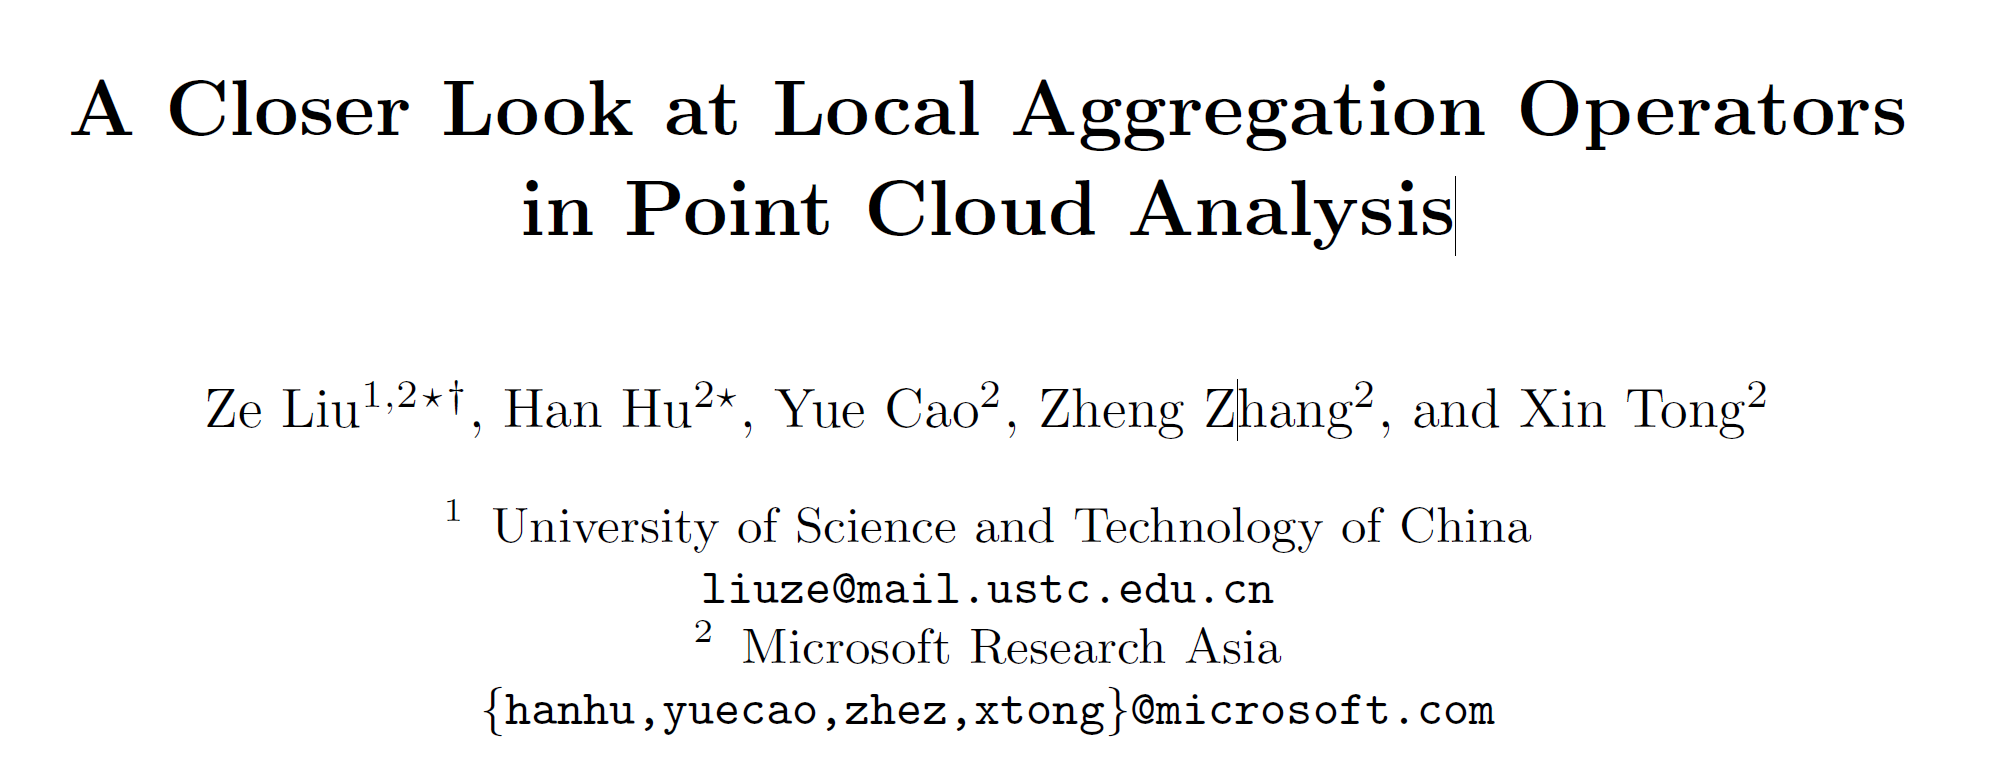 A Closer Look at Local Aggregation Operators
in Point Cloud Analysis
Ze Liu¹,²⋆†, Han Hu²⋆, Yue Cao², Zheng Zhang², and Xin Tong²
¹ University of Science and Technology of China
liuze@mail.ustc.edu.cn
² Microsoft Research Asia
{hanhu,yuecao,zhez,xtong}@microsoft.com